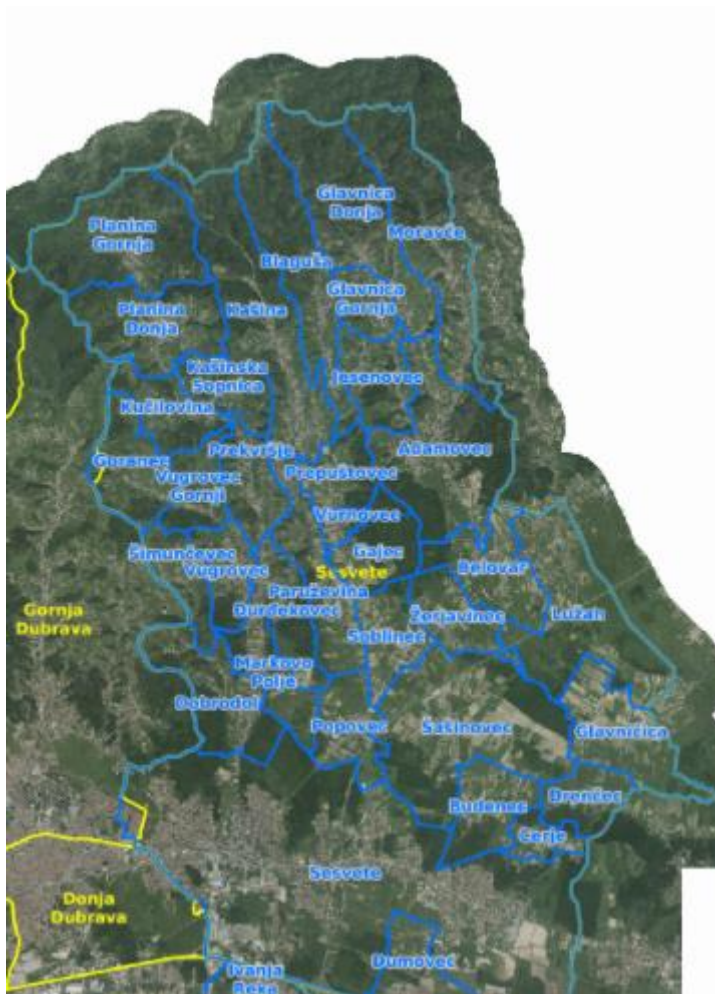 Glavnica
Donja
Planina
Gornja
Moravče
Blaguša
Glavnica
Gornja
Planina
Donja
Kašina
Kašinska
Sopnica
Jesenovec
Kučilovina
Prekvršje
Adamovec
Goranec
Prepuštovec
Vugrovec
Gornji
Vurnovec
Šimunčevec
Gajec
Vugrovec
Sesvete
Belovar
Paruževina
Đurđekovec
Žerjavinec
Lužan
Gornja
Dubrava
Soblinec
Markovo
Polje
Dobrodol
Popovec
Šašinovec
Glavničica
Budenec
Drenčec
Cerje
Sesvete
Donja
Dubrava
Dumovec
Ivanja
Reka